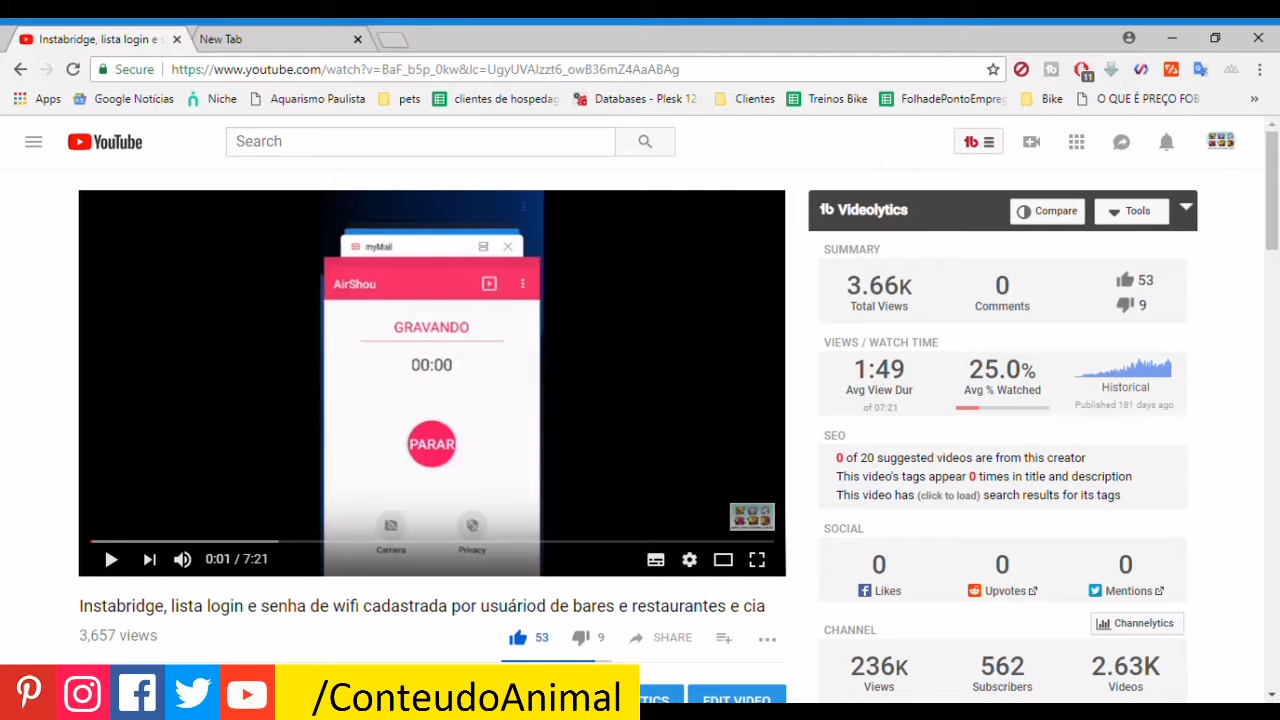 Instabridge, lista login e s
New Tab
Secure
https://www.youtube.com/watch?v=BaF_b5p_0kw&lc=UgyUVAlzzt6_owB36mZ4AaABAg
11
Apps
Google Notícias
Niche
Aquarismo Paulista
pets
clientes de hospedag
Databases - Plesk 12
Clientes
Treinos Bike
FolhadePontoEmpreg
Bike
O QUE É PREÇO FOB
»
YouTube
Search
tb
myMail
AirShou
GRAVANDO
00:00
PARAR
Camera
Privacy
0:01 / 7:21
Instabridge, lista login e senha de wifi cadastrada por usuáriod de bares e restaurantes e cia
3,657 views
53
9
SHARE
EDIT VIDEO
/ConteudoAnimal
tb Videolytics
Compare
Tools
SUMMARY
3.66K
Total Views
0
Comments
53
9
VIEWS / WATCH TIME
1:49
Avg View Dur
of 07:21
25.0%
Avg % Watched
Historical
Published 181 days ago
SEO
0 of 20 suggested videos are from this creator
This video's tags appear 0 times in title and description
This video has (click to load) search results for its tags
SOCIAL
0
Likes
0
Upvotes
0
Mentions
CHANNEL
Channelytics
236K
Views
562
Subscribers
2.63K
Videos